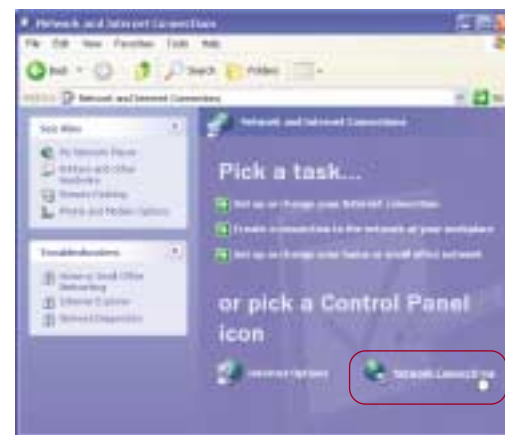 Network and Internet Connections
File Edit View Favorites Tools Help
Back Search Folders
Network and Internet Connections
See Also
My Network Places
Printers and Other
Hardware
Remote Desktop
Phone and Modem Options
Troubleshooters
Home or Small Office
Networking
Internet Explorer
Network Diagnostics
Network and Internet Connections
Pick a task...
Set up or change your Internet connection
Create a connection to the network at your workplace
Set up or change your home or small office network
or pick a Control Panel
icon
Internet Options
Network Connections